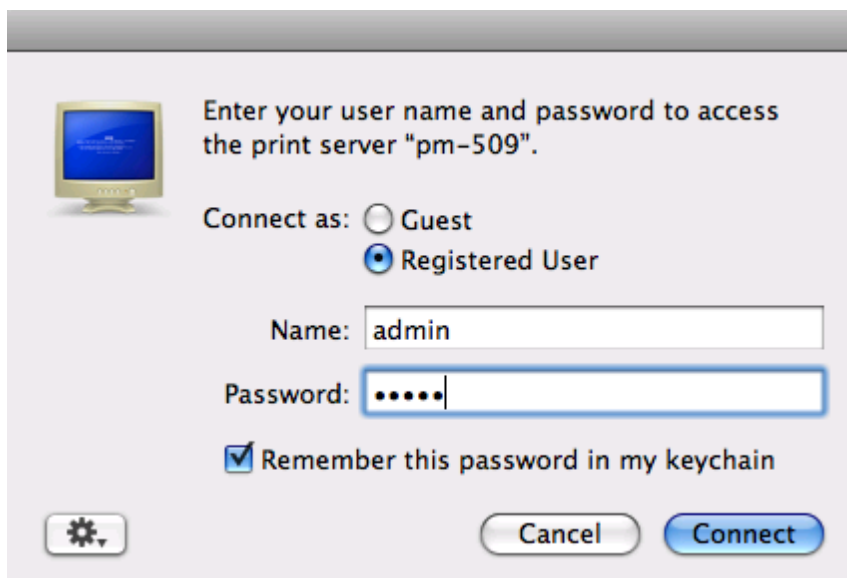 Enter your user name and password to access
the print server "pm-509".
Connect as: Guest
Registered User
Name: admin
Password: •••••
Remember this password in my keychain
Cancel Connect